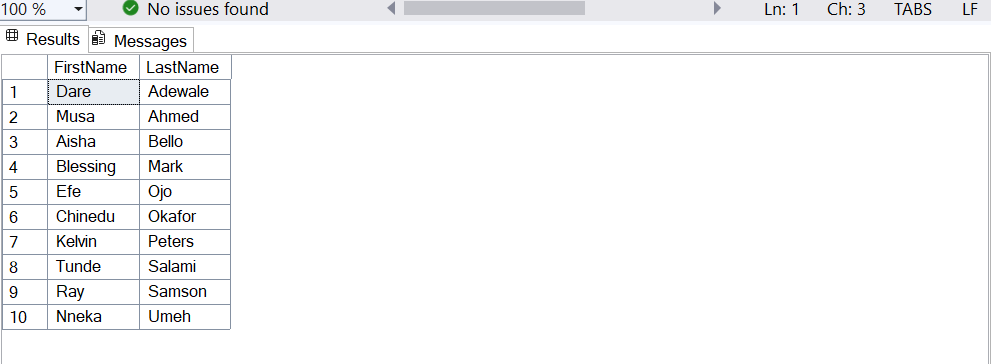 100 % No issues found Ln: 1 Ch: 3 TABS LF
Results Messages
FirstName LastName
1 Dare Adewale
2 Musa Ahmed
3 Aisha Bello
4 Blessing Mark
5 Efe Ojo
6 Chinedu Okafor
7 Kelvin Peters
8 Tunde Salami
9 Ray Samson
10 Nneka Umeh